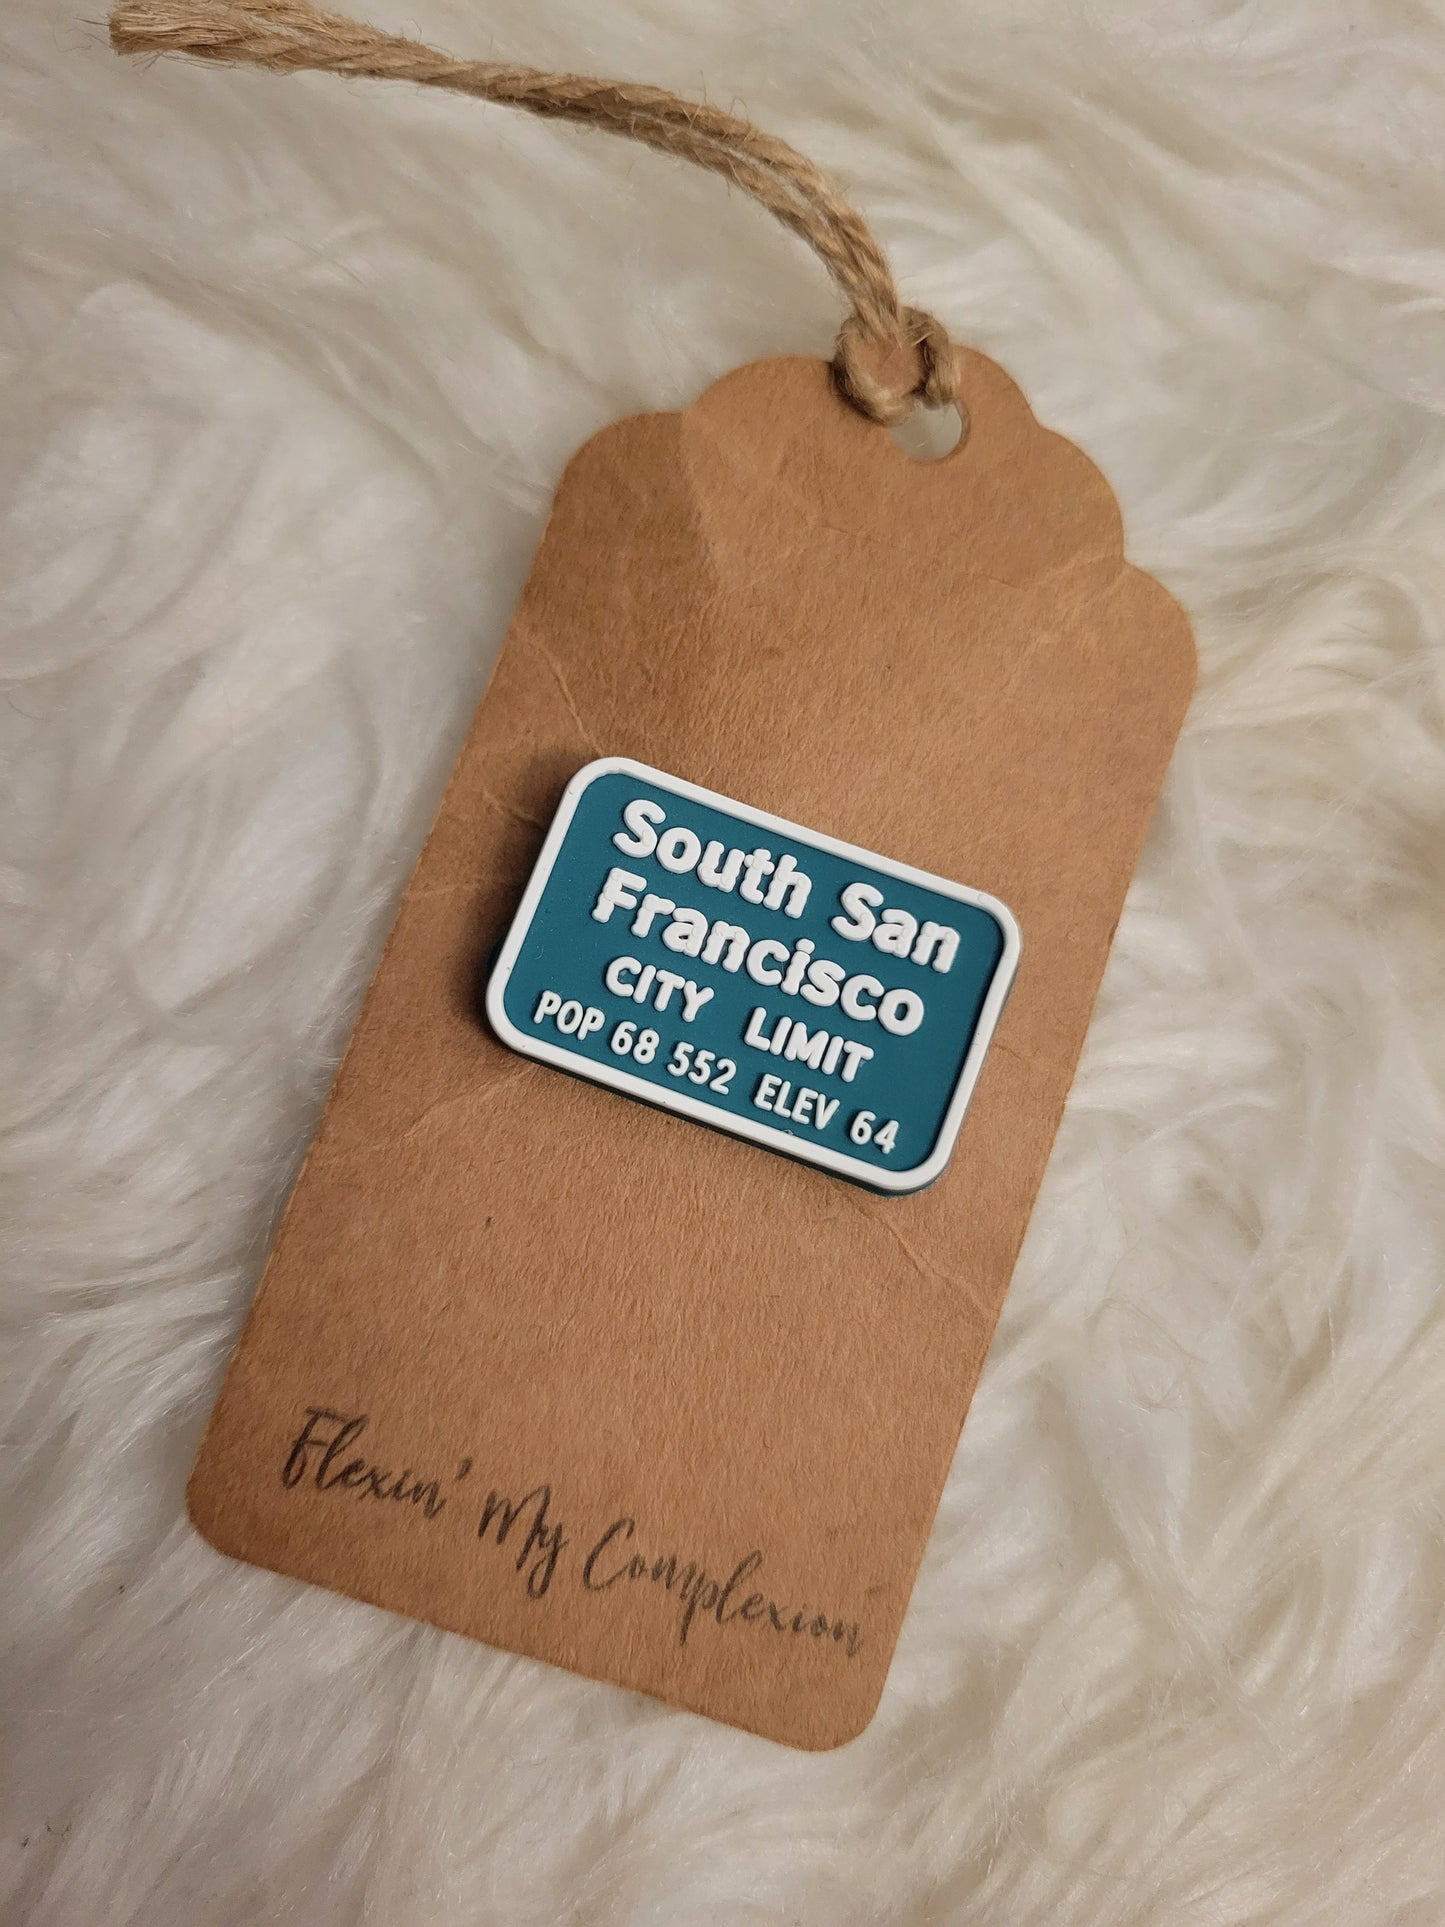 South San
Francisco
CITY LIMIT
POP 68 552 ELEV 64
Flexin' My Complexion